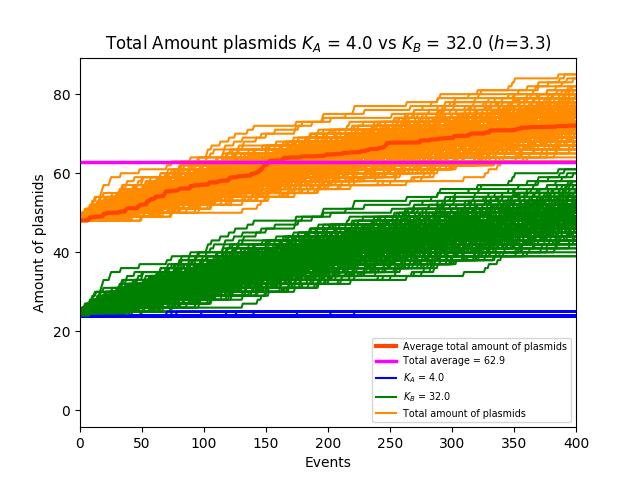 Total Amount plasmids K_A = 4.0 vs K_B = 32.0 (h=3.3)
Amount of plasmids
80
60
40
20
0
Average total amount of plasmids
Total average = 62.9
K_A = 4.0
K_B = 32.0
Total amount of plasmids
0 50 100 150 200 250 300 350 400
Events